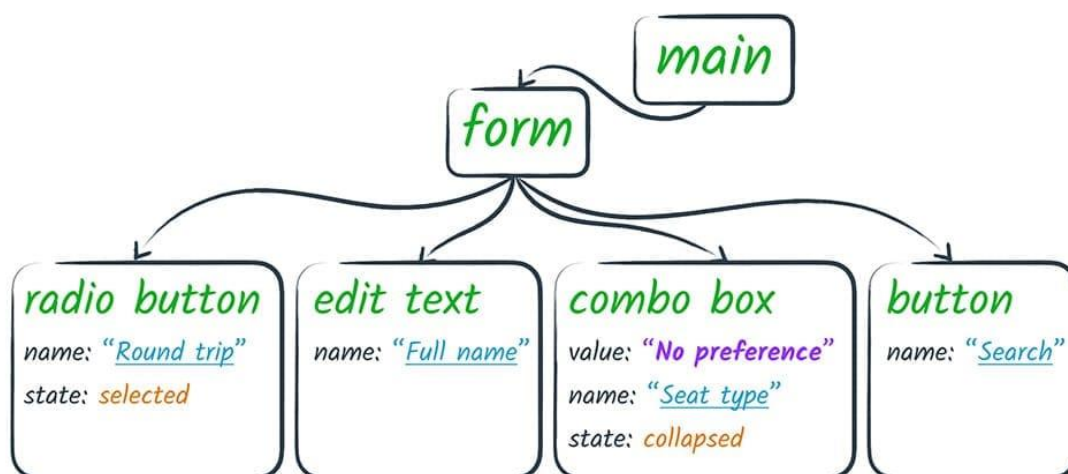 main
form
radio button
name: “Round trip”
state: selected
edit text
name: “Full name”
combo box
value: “No preference”
name: “Seat type”
state: collapsed
button
name: “Search”